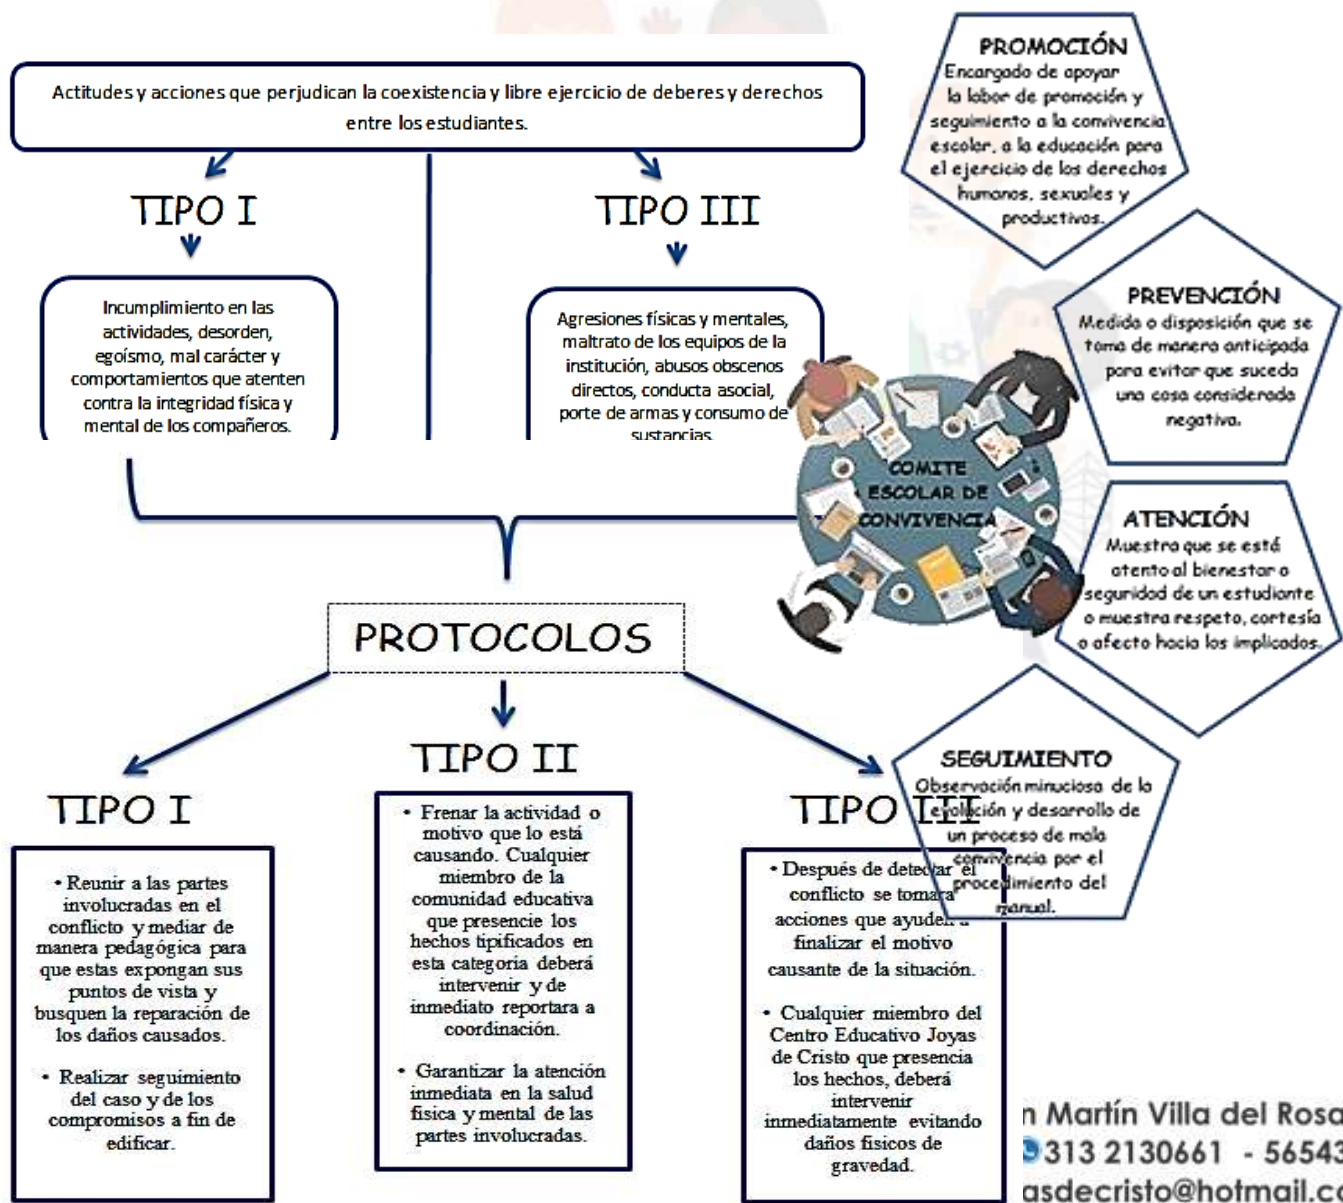 Actitudes y acciones que perjudican la coexistencia y libre ejercicio de deberes y derechos
entre los estudiantes.
TIPO I
Incumplimiento en las
actividades, desorden,
egoísmo, mal carácter y
comportamientos que atenten
contra la integridad física y
mental de los compañeros.
TIPO III
Agresiones físicas y mentales,
maltrato de los equipos de la
institución, abusos obscenos
directos, conducta asocial,
porte de armas y consumo de
sustancias.
PROMOCIÓN
Encargado de apoyar
la labor de promoción y
seguimiento a la convivencia
escolar, a la educación para
el ejercicio de los derechos
humanos, sexuales y
productivos.
PREVENCIÓN
Medida o disposición que se
toma de manera anticipada
para evitar que suceda
una cosa considerada
negativa.
COMITE
ESCOLAR DE
CONVIVENCIA
ATENCIÓN
Muestra que se está
atento al bienestar o
seguridad de un estudiante
o muestra respeto, cortesía
o afecto hacia los implicados.
SEGUIMIENTO
Observación minuciosa de la
evolución y desarrollo de
un proceso de mala
convivencia por el
procedimiento del
manual.
PROTOCOLOS
TIPO I
• Reunir a las partes
involucradas en el
conflicto y mediar de
manera pedagógica para
que estas expongan sus
puntos de vista y
busquen la reparación de
los daños causados.
• Realizar seguimiento
del caso y de los
compromisos a fin de
edificar.
TIPO II
• Frenar la actividad o
motivo que lo está
causando. Cualquier
miembro de la
comunidad educativa
que presencie los
hechos tipificados en
esta categoria deberá
intervenir y de
inmediato reportara a
coordinación.
• Garantizar la atención
inmediata en la salud
fisica y mental de las
partes involucradas.
TIPO III
• Después de detectar el
conflicto se tomara
acciones que ayuden a
finalizar el motivo
causante de la situación.
• Cualquier miembro del
Centro Educativo Joyas
de Cristo que presencia
los hechos, deberá
intervenir
inmediatamente evitando
daños fisicos de
gravedad.
n Martín Villa del Rosa
313 2130661 - 56543
asdecristo@hotmail.co